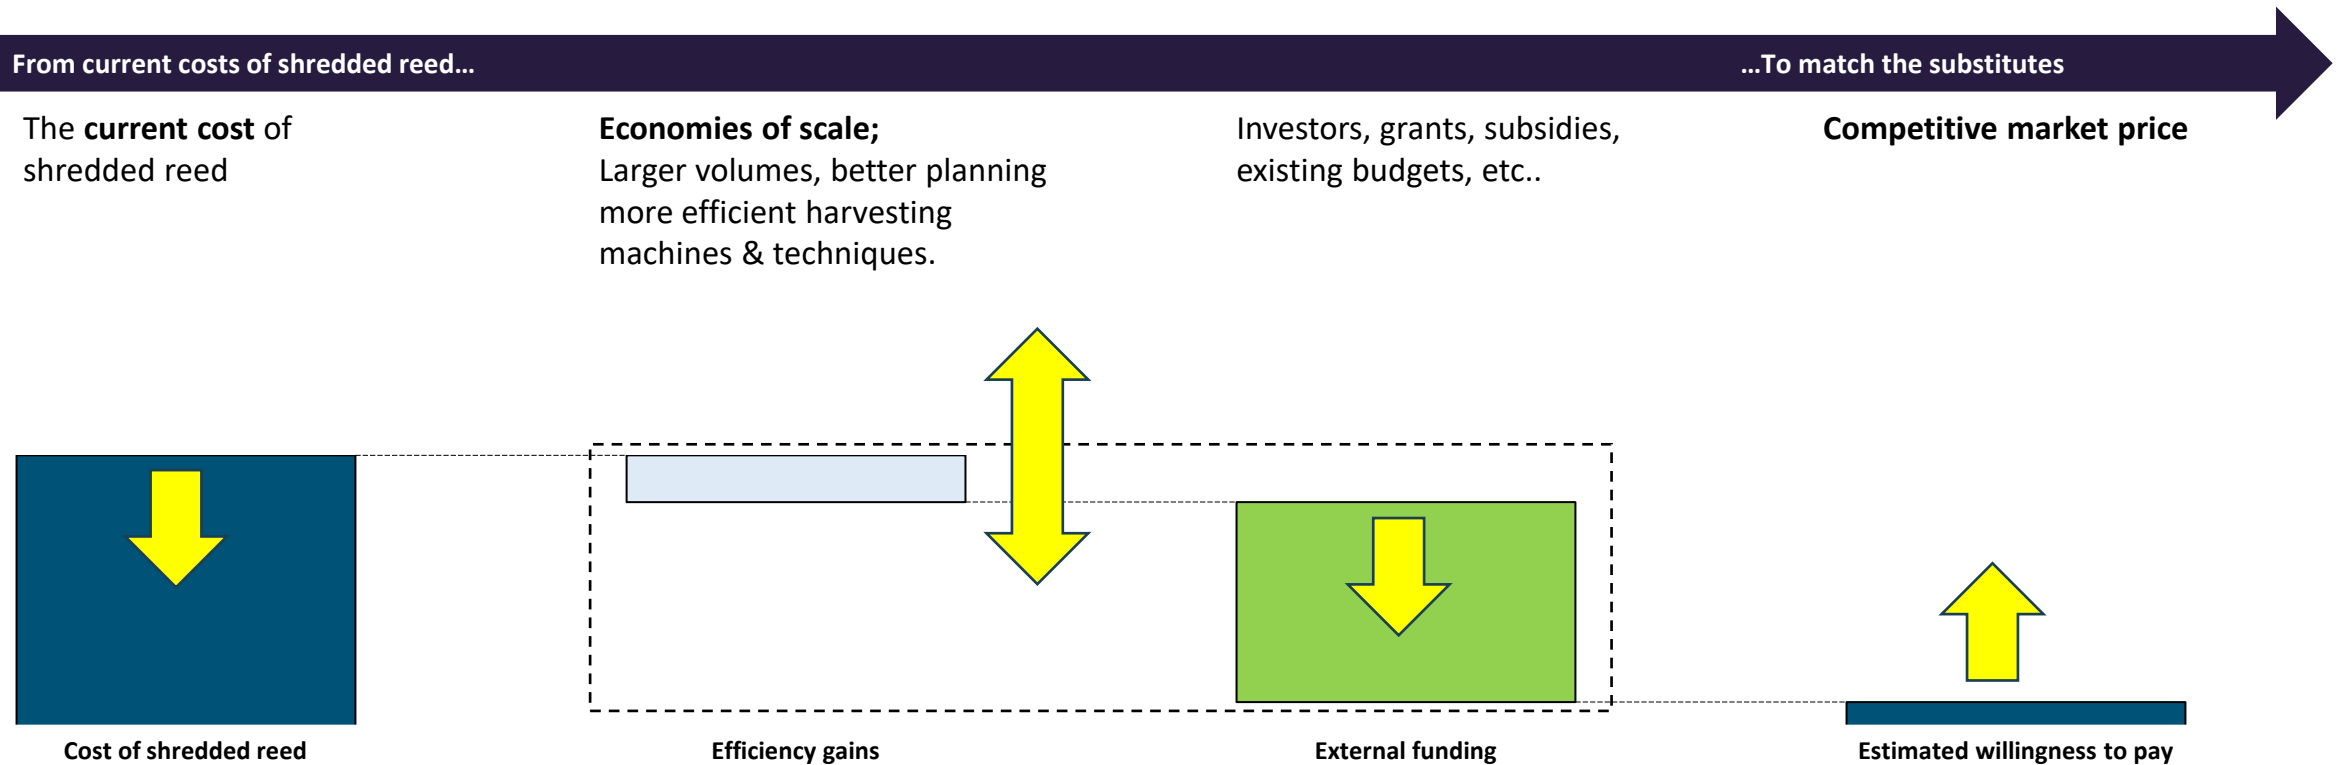 From current costs of shredded reed…
…To match the substitutes
The current cost of
shredded reed
Economies of scale;
Larger volumes, better planning
more efficient harvesting
machines & techniques.
Investors, grants, subsidies,
existing budgets, etc..
Competitive market price
Cost of shredded reed
Efficiency gains
External funding
Estimated willingness to pay